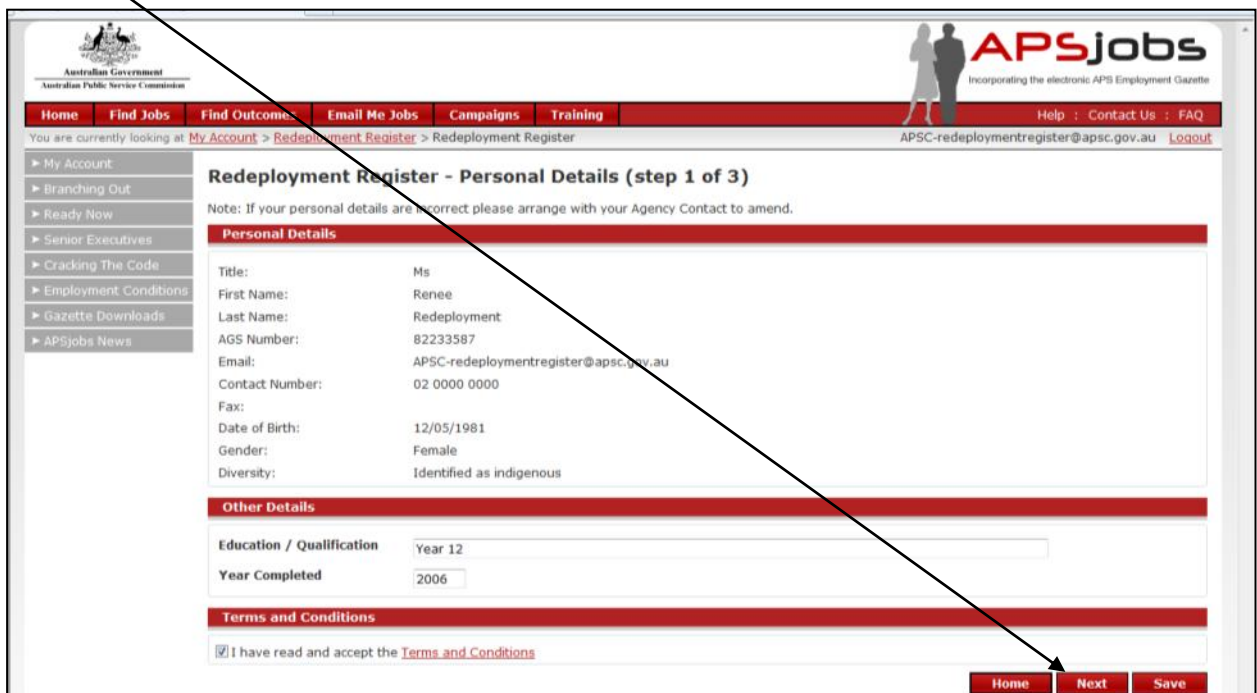 Australian Government
Australian Public Service Commission
APSjobs
Incorporating the electronic APS Employment Gazette
Home Find Jobs Find Outcomes Email Me Jobs Campaigns Training Help : Contact Us : FAQ
You are currently looking at My Account > Redeployment Register > Redeployment Register APSC-redeploymentregister@apsc.gov.au Logout
► My Account
► Branching Out
► Ready Now
► Senior Executives
► Cracking The Code
► Employment Conditions
► Gazette Downloads
► APSjobs News
Redeployment Register - Personal Details (step 1 of 3)
Note: If your personal details are incorrect please arrange with your Agency Contact to amend.
Personal Details
Title: Ms
First Name: Renee
Last Name: Redeployment
AGS Number: 82233587
Email: APSC-redeploymentregister@apsc.gov.au
Contact Number: 02 0000 0000
Fax:
Date of Birth: 12/05/1981
Gender: Female
Diversity: Identified as indigenous
Other Details
Education / Qualification Year 12
Year Completed 2006
Terms and Conditions
I have read and accept the Terms and Conditions
Home Next Save